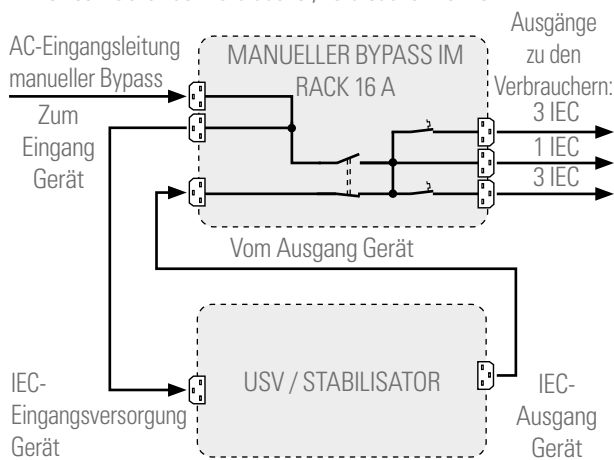 AC-Eingangsleitung
manueller Bypass
Zum
Eingang
Gerät
MANUELLER BYPASS IM
RACK 16 A
Ausgänge
zu den
Verbrauchern:
3 IEC
1 IEC
3 IEC
Vom Ausgang Gerät
IEC-
Eingangsversorgung
Gerät
USV / STABILISATOR
IEC-
Ausgang
Gerät